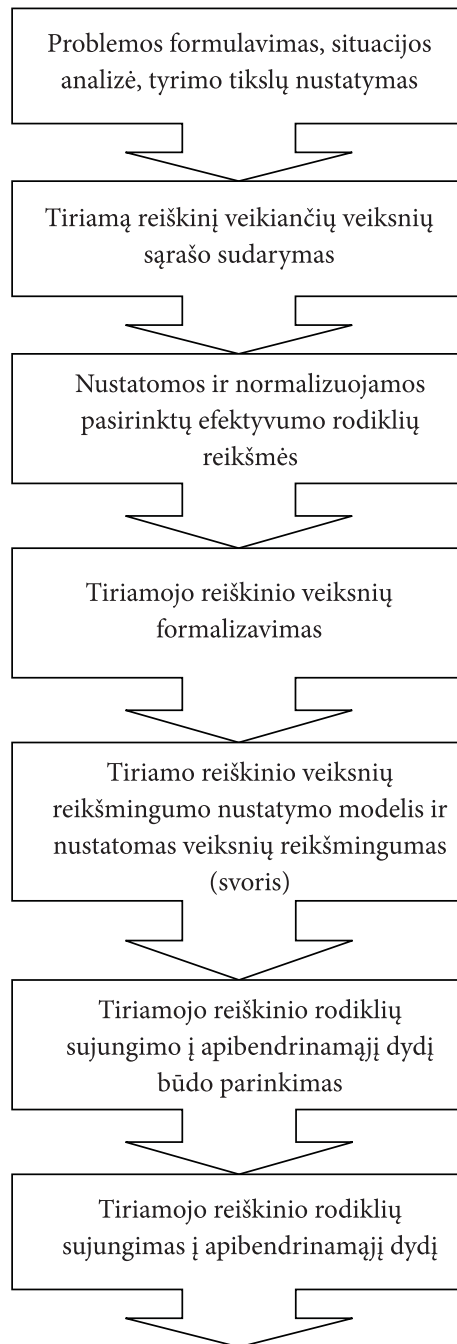 Problemos formulavimas, situacijos
analizė, tyrimo tikslų nustatymas
Tiriamą reiškinį veikiančių veiksnių
sąrašo sudarymas
Nustatomos ir normalizuojamos
pasirinktų efektyvumo rodiklių
reikšmės
Tiriamojo reiškinio veiksnių
formalizavimas
Tiriamo reiškinio veiksnių
reikšmingumo nustatymo modelis ir
nustatomas veiksnių reikšmingumas
(svoris)
Tiriamojo reiškinio rodiklių
sujungimo į apibendrinamąjį dydį
būdo parinkimas
Tiriamojo reiškinio rodiklių
sujungimas į apibendrinamąjį dydį